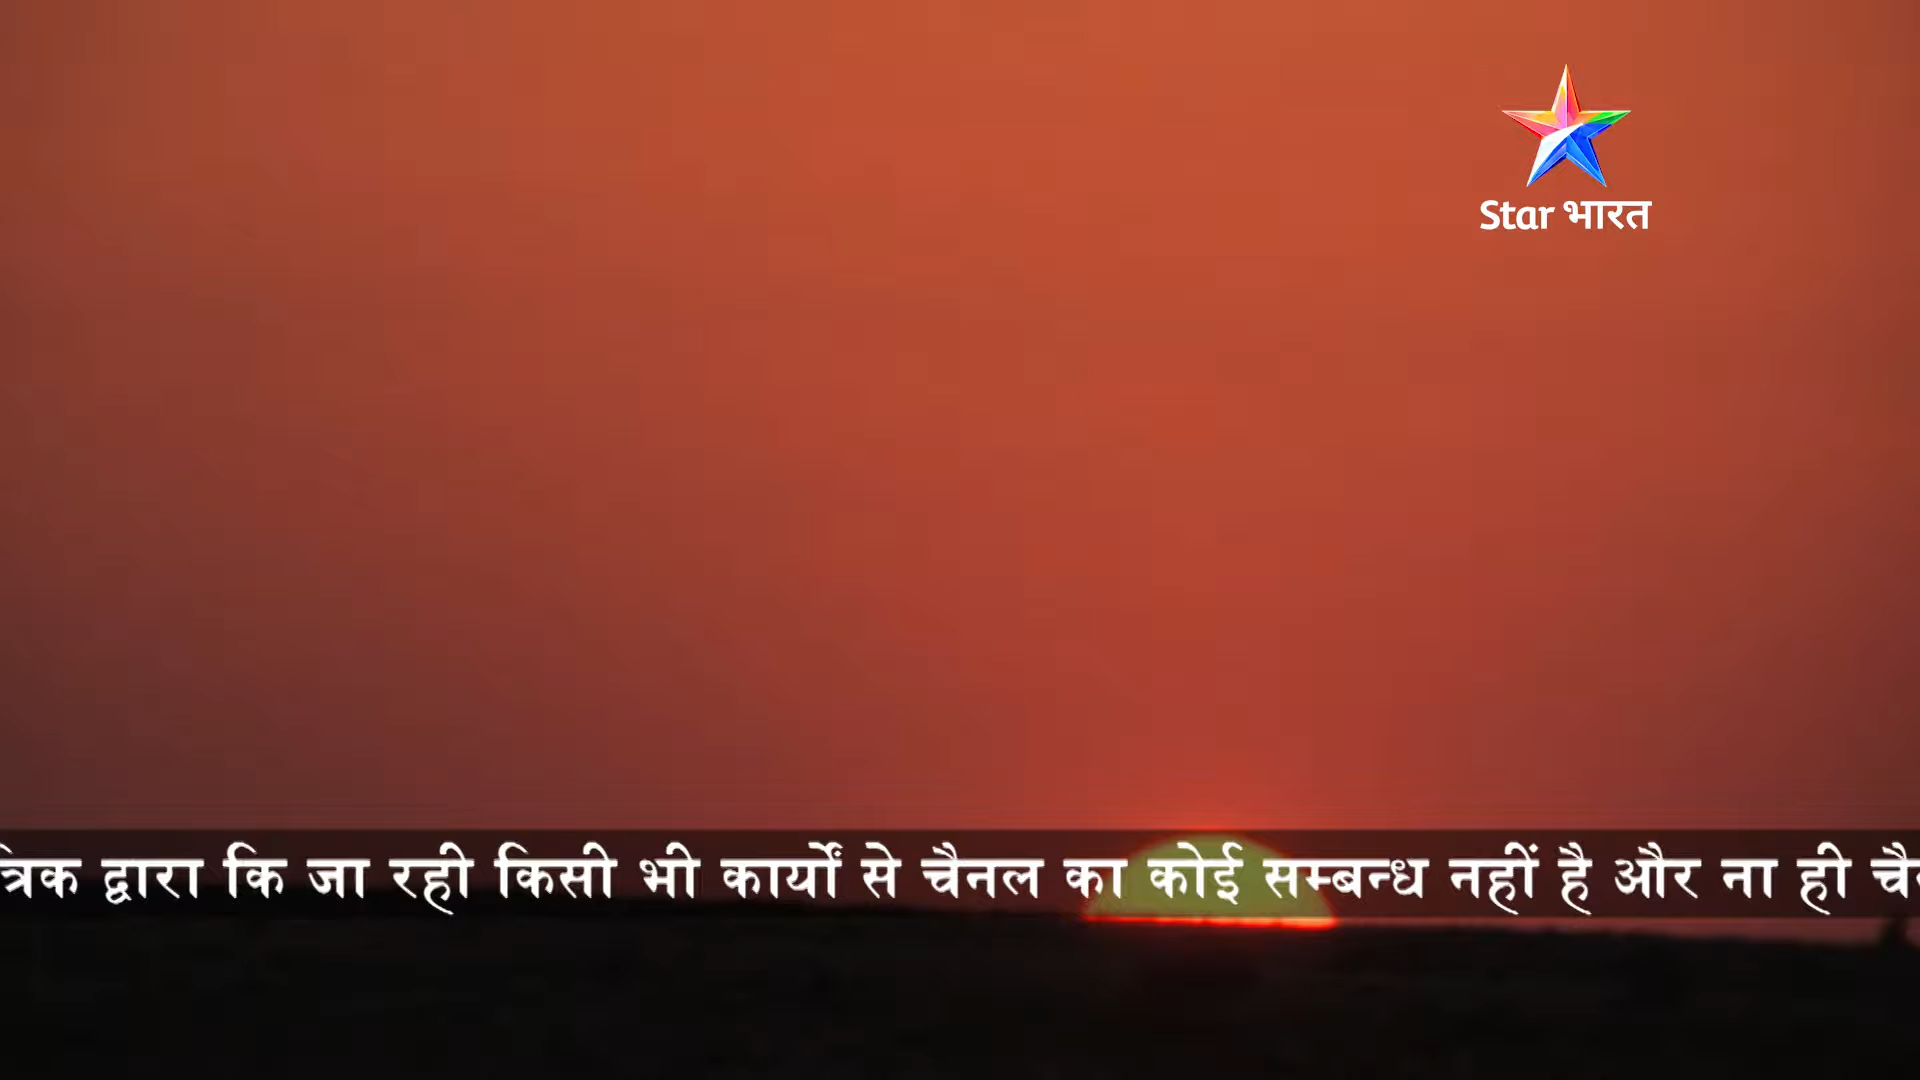 Star भारत
त्रिक द्वारा कि जा रही किसी भी कार्यों से चैनल का कोई सम्बन्ध नहीं है और ना ही